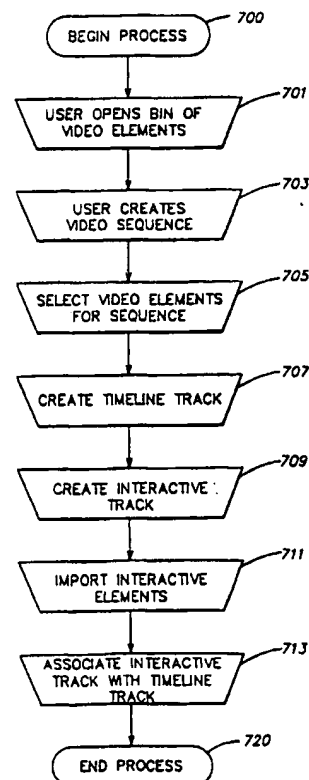 BEGIN PROCESS
700
USER OPENS BIN OF
VIDEO ELEMENTS
701
USER CREATES
VIDEO SEQUENCE
703
SELECT VIDEO ELEMENTS
FOR SEQUENCE
705
CREATE TIMELINE TRACK
707
CREATE INTERACTIVE
TRACK
709
IMPORT INTERACTIVE
ELEMENTS
711
ASSOCIATE INTERACTIVE
TRACK WITH TIMELINE
TRACK
713
END PROCESS
720